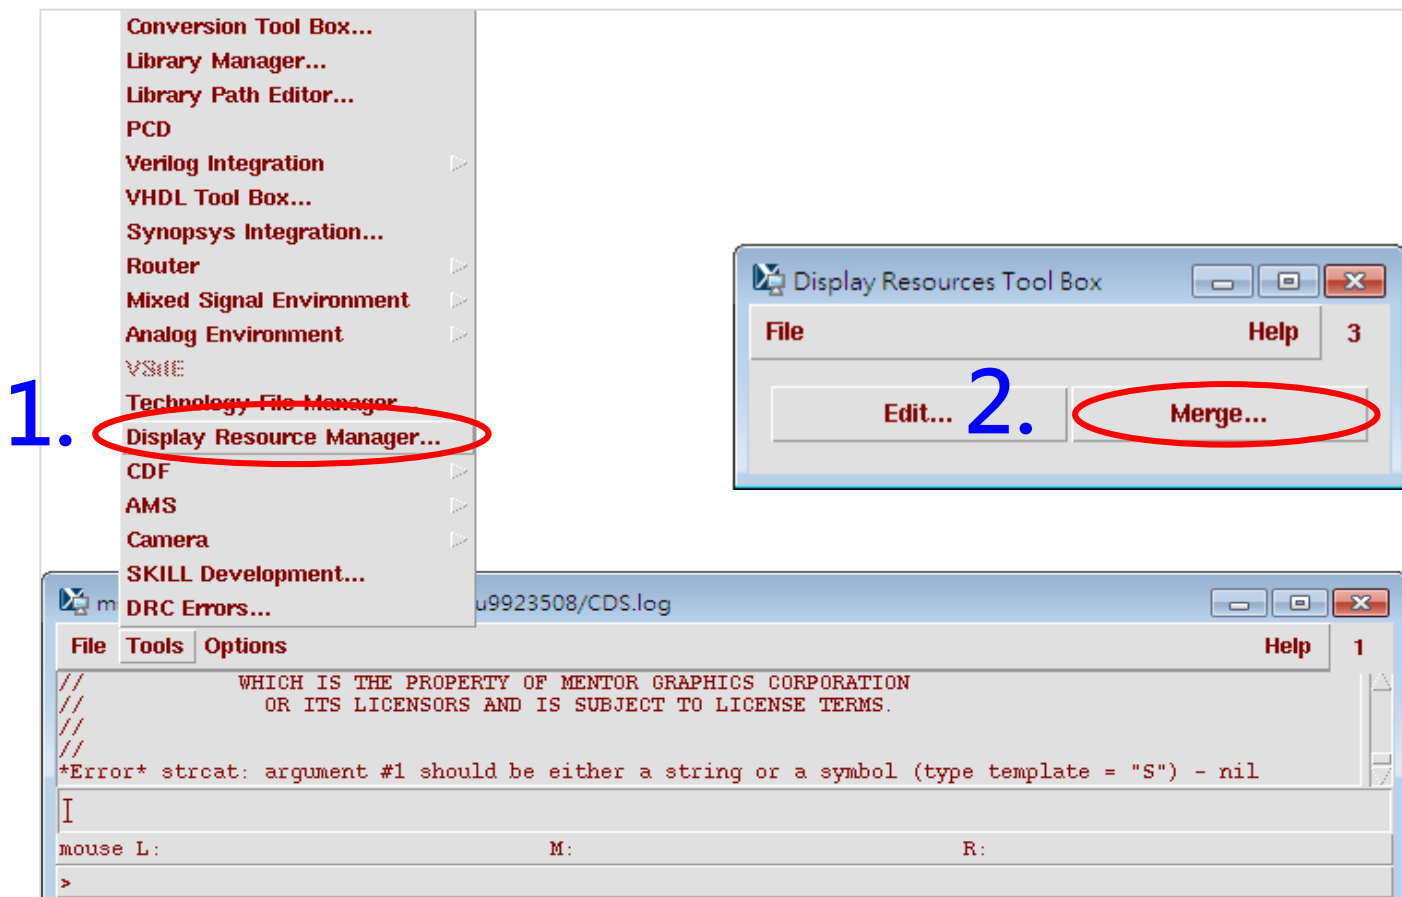 Conversion Tool Box...
Library Manager...
Library Path Editor...
PCD
Verilog Integration
VHDL Tool Box...
Synopsys Integration...
Router
Mixed Signal Environment
Analog Environment
VSdE
Technology File Manager...
1.
Display Resource Manager...
CDF
AMS
Camera
SKILL Development...
DRC Errors...
Display Resources Tool Box
File Help 3
Edit... 2. Merge...
m u9923508/CDS.log
File Tools Options Help 1
// WHICH IS THE PROPERTY OF MENTOR GRAPHICS CORPORATION
// OR ITS LICENSORS AND IS SUBJECT TO LICENSE TERMS.
//
//
*Error* strcat: argument #1 should be either a string or a symbol (type template = "S") - nil
mouse L: M: R:
>